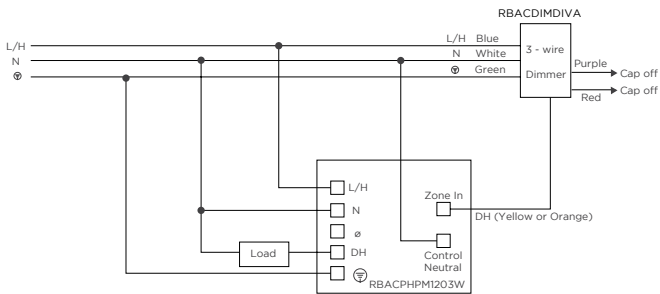 RBACDIMDIVA
L/H
N
L/H Blue
N White
Green
3 - wire
Dimmer
Purple
Cap off
Red
Cap off
L/H
N
ø
DH
Load
Zone In
DH (Yellow or Orange)
Control
Neutral
RBACPHPM1203W